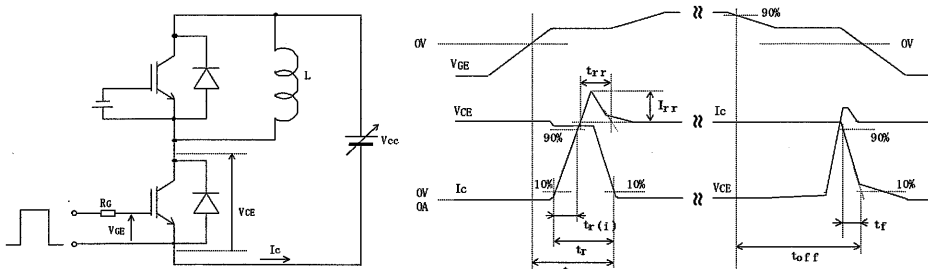 L
Vcc
RG
VGE
VCE
Ic
0V
VGE
90%
0V
trr
Irr
VCE
90%
Ic
90%
0V
0A
Ic
10%
10%
VCE
10%
tr(i)
tr
tf
toff